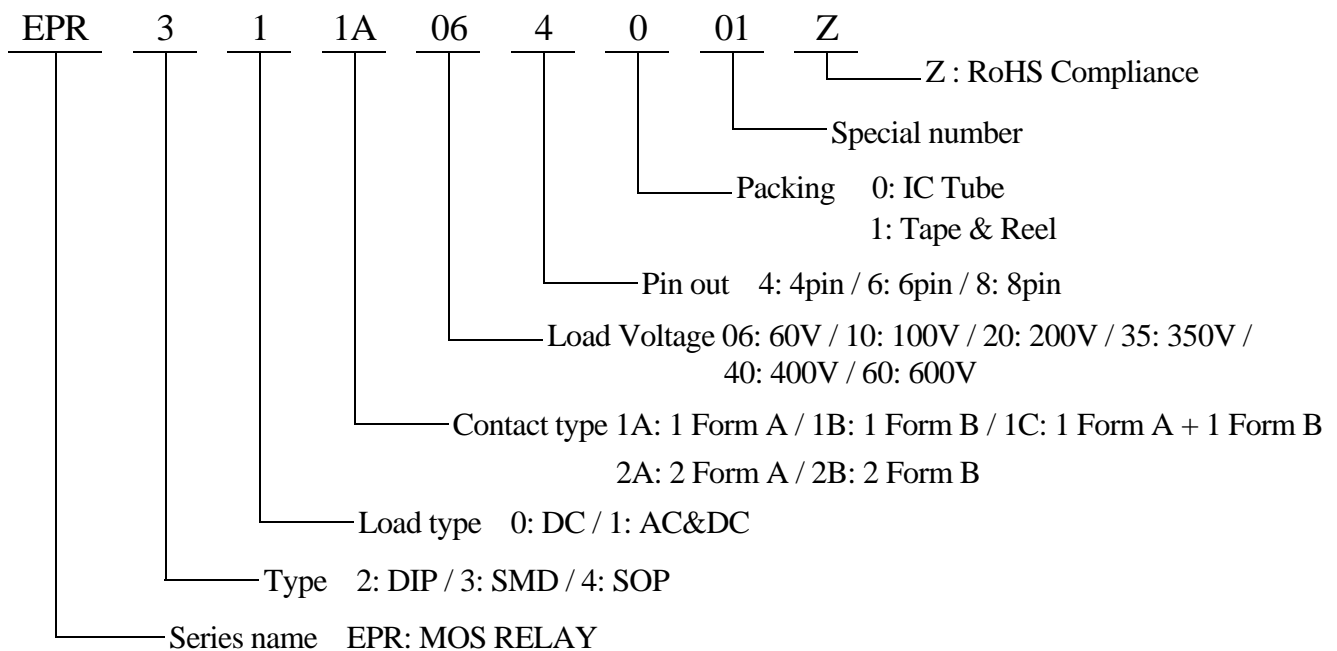 EPR 3 1 1A 06 4 0 01 Z
Z : RoHS Compliance
Special number
Packing 0: IC Tube
1: Tape & Reel
Pin out 4: 4pin / 6: 6pin / 8: 8pin
Load Voltage 06: 60V / 10: 100V / 20: 200V / 35: 350V /
40: 400V / 60: 600V
Contact type 1A: 1 Form A / 1B: 1 Form B / 1C: 1 Form A + 1 Form B
2A: 2 Form A / 2B: 2 Form B
Load type 0: DC / 1: AC&DC
Type 2: DIP / 3: SMD / 4: SOP
Series name EPR: MOS RELAY